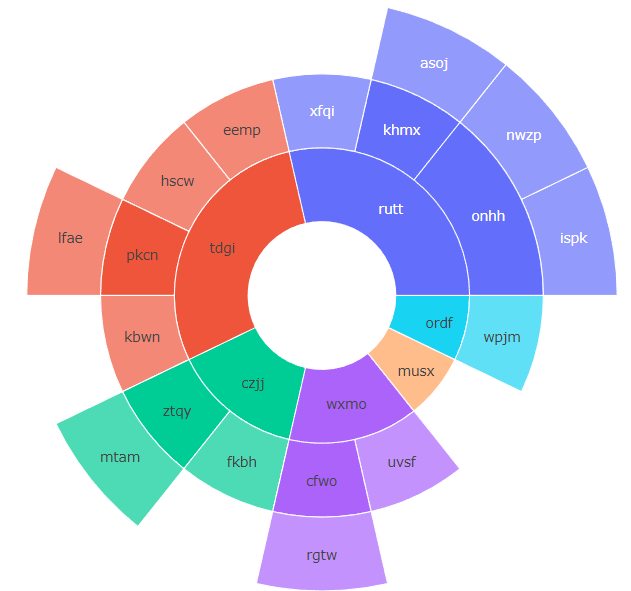 asoj
xfqi
eemp
khmx
nwzp
hscw
rutt
onhh
lfae
tdgi
ispk
pkcn
ordf
kbwn
wpjm
musx
czjj
wxmo
ztqy
mtam
fkbh
uvsf
cfwo
rgtw